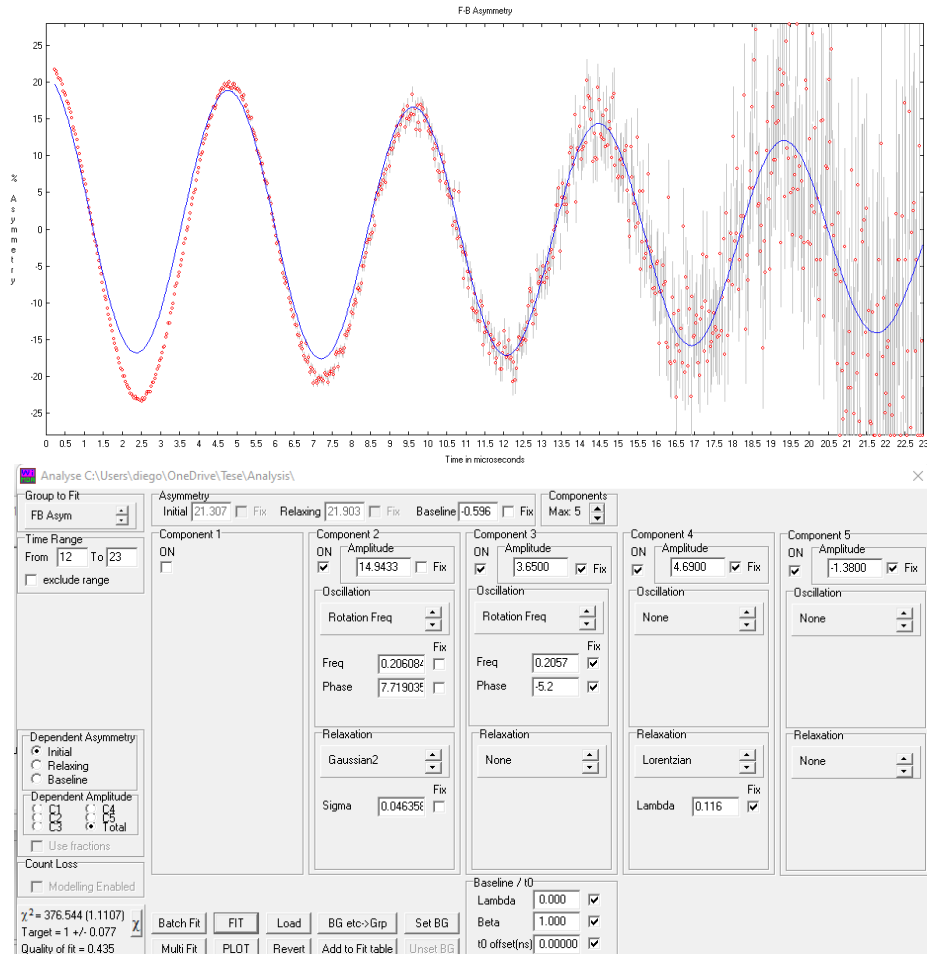 F-B Asymmetry
% Asymmetry
25
20
15
10
5
0
-5
-10
-15
-20
-25
0 0.5 1 1.5 2 2.5 3 3.5 4 4.5 5 5.5 6 6.5 7 7.5 8 8.5 9 9.5 10 10.5 11 11.5 12 12.5 13 13.5 14 14.5 15 15.5 16 16.5 17 17.5 18 18.5 19 19.5 20 20.5 21 21.5 22 22.5 23
Time in microseconds
Analyse C:\Users\diego\OneDrive\Tese\Analysis\
Group to Fit
FB Asym
Asymmetry
Initial 21.307 Fix Relaxing 21.903 Fix Baseline -0.596 Fix
Components
Max: 5
Time Range
From 12 To 23
exclude range
Component 1
ON
Component 2
ON
Amplitude
14.9433 Fix
Oscillation
Rotation Freq
Fix
Freq 0.206084
Phase 7.719035
Relaxation
Gaussian2
Fix
Sigma 0.046358
Component 3
ON
Amplitude
3.6500 Fix
Oscillation
Rotation Freq
Fix
Freq 0.2057
Phase -5.2
Relaxation
None
Component 4
ON
Amplitude
4.6900 Fix
Oscillation
None
Relaxation
Lorentzian
Fix
Lambda 0.116
Component 5
ON
Amplitude
-1.3800 Fix
Oscillation
None
Relaxation
None
Dependent Asymmetry
Initial
Relaxing
Baseline
Dependent Amplitude
C1 C4
C2 C5
C3 Total
Use fractions
Count Loss
Modelling Enabled
χ²= 376.544 (1.1107)
Target = 1 +/- 0.077
Quality of fit = 0.435
χ
Batch Fit FIT Load BG etc->Grp Set BG
Multi Fit PLOT Revert Add to Fit table Unset BG
Baseline / t0
Lambda 0.000
Beta 1.000
t0 offset(ns) 0.00000